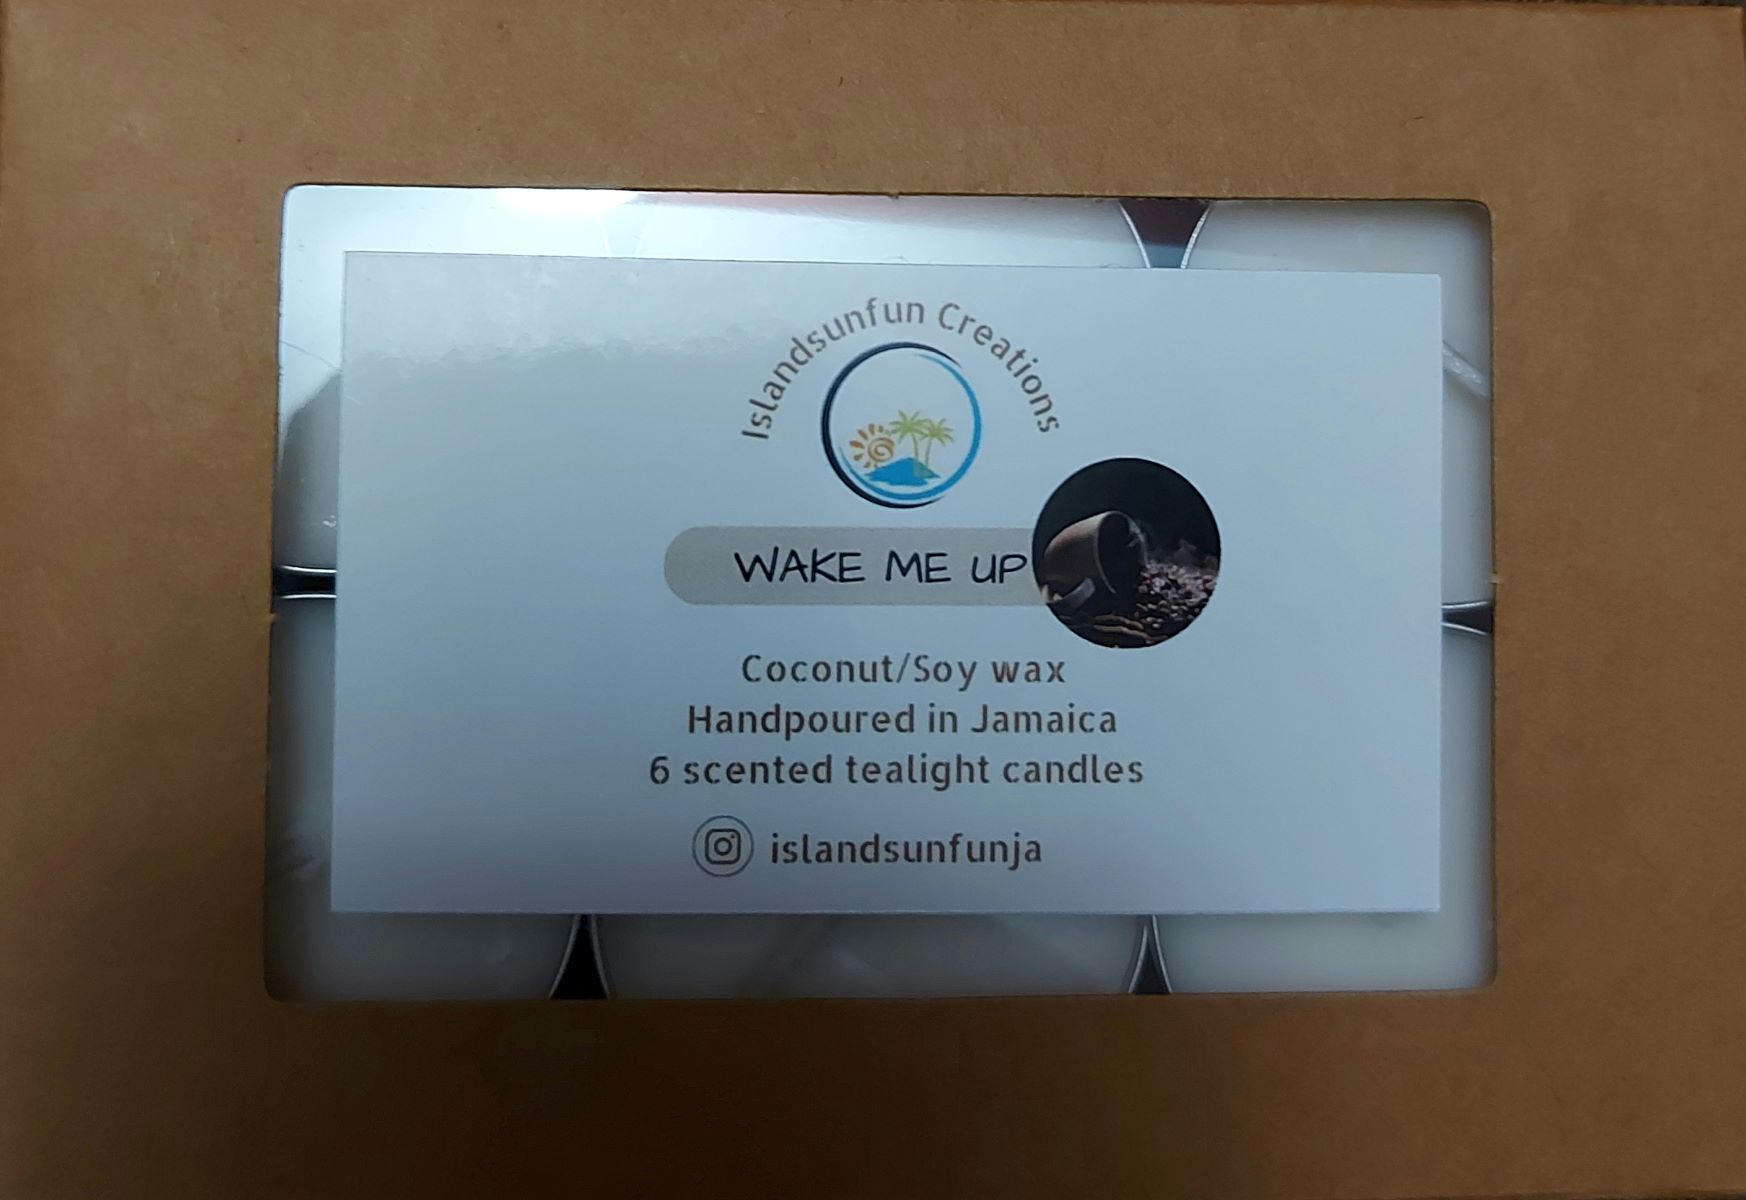 Islandsunfun Creations
WAKE ME UP
Coconut/Soy wax
Handpoured in Jamaica
6 scented tealight candles
islandsunfunja